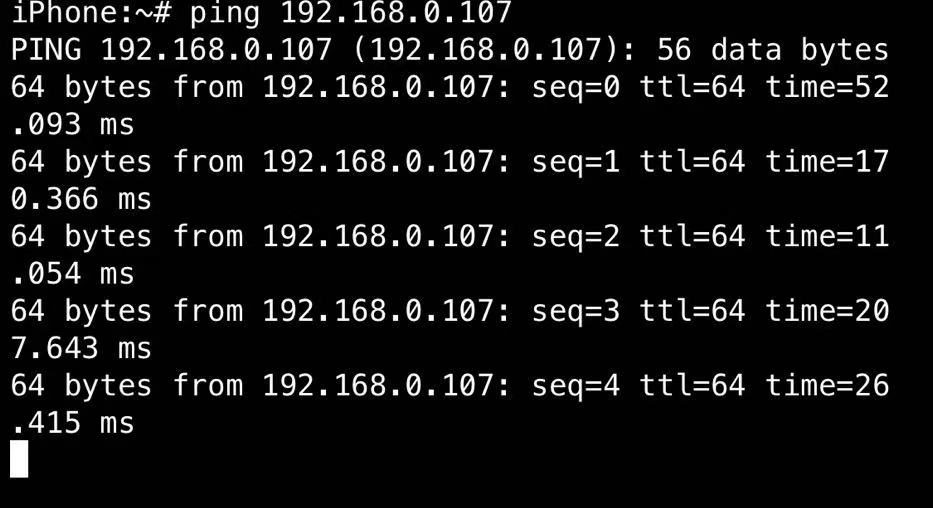 iPhone:~# ping 192.168.0.107
PING 192.168.0.107 (192.168.0.107): 56 data bytes
64 bytes from 192.168.0.107: seq=0 ttl=64 time=52
.093 ms
64 bytes from 192.168.0.107: seq=1 ttl=64 time=17
0.366 ms
64 bytes from 192.168.0.107: seq=2 ttl=64 time=11
.054 ms
64 bytes from 192.168.0.107: seq=3 ttl=64 time=20
7.643 ms
64 bytes from 192.168.0.107: seq=4 ttl=64 time=26
.415 ms